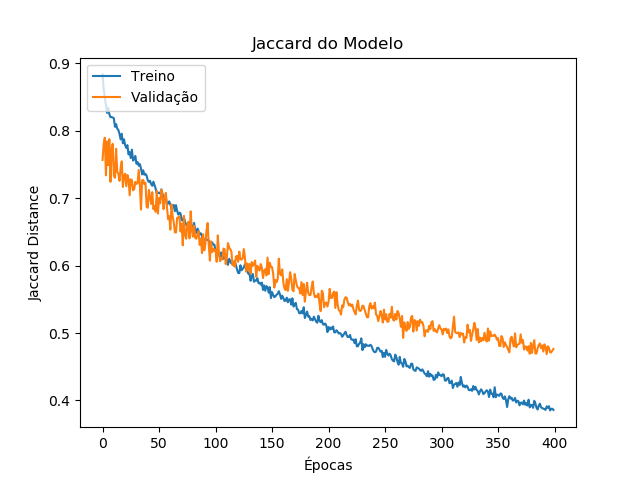 Jaccard do Modelo
Treino
Validação
Jaccard Distance
0.9
0.8
0.7
0.6
0.5
0.4
0 50 100 150 200 250 300 350 400
Épocas